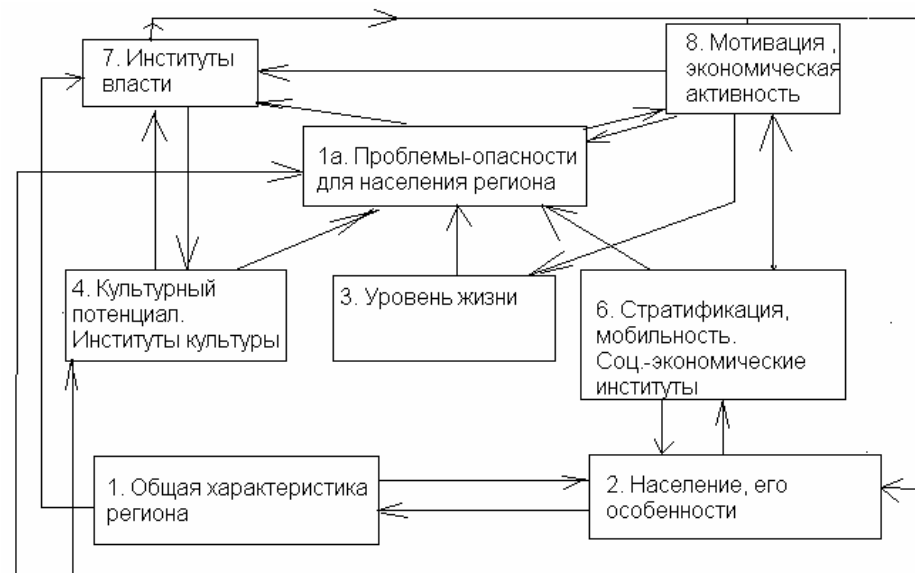 7. Институты
власти
8. Мотивация ,
экономическая
активность
1а. Проблемы-опасности
для населения региона
4. Культурный
потенциал.
Институты культуры
3. Уровень жизни
6. Стратификация,
мобильность.
Соц.-экономические
институты
1. Общая характеристика
региона
2. Население, его
особенности